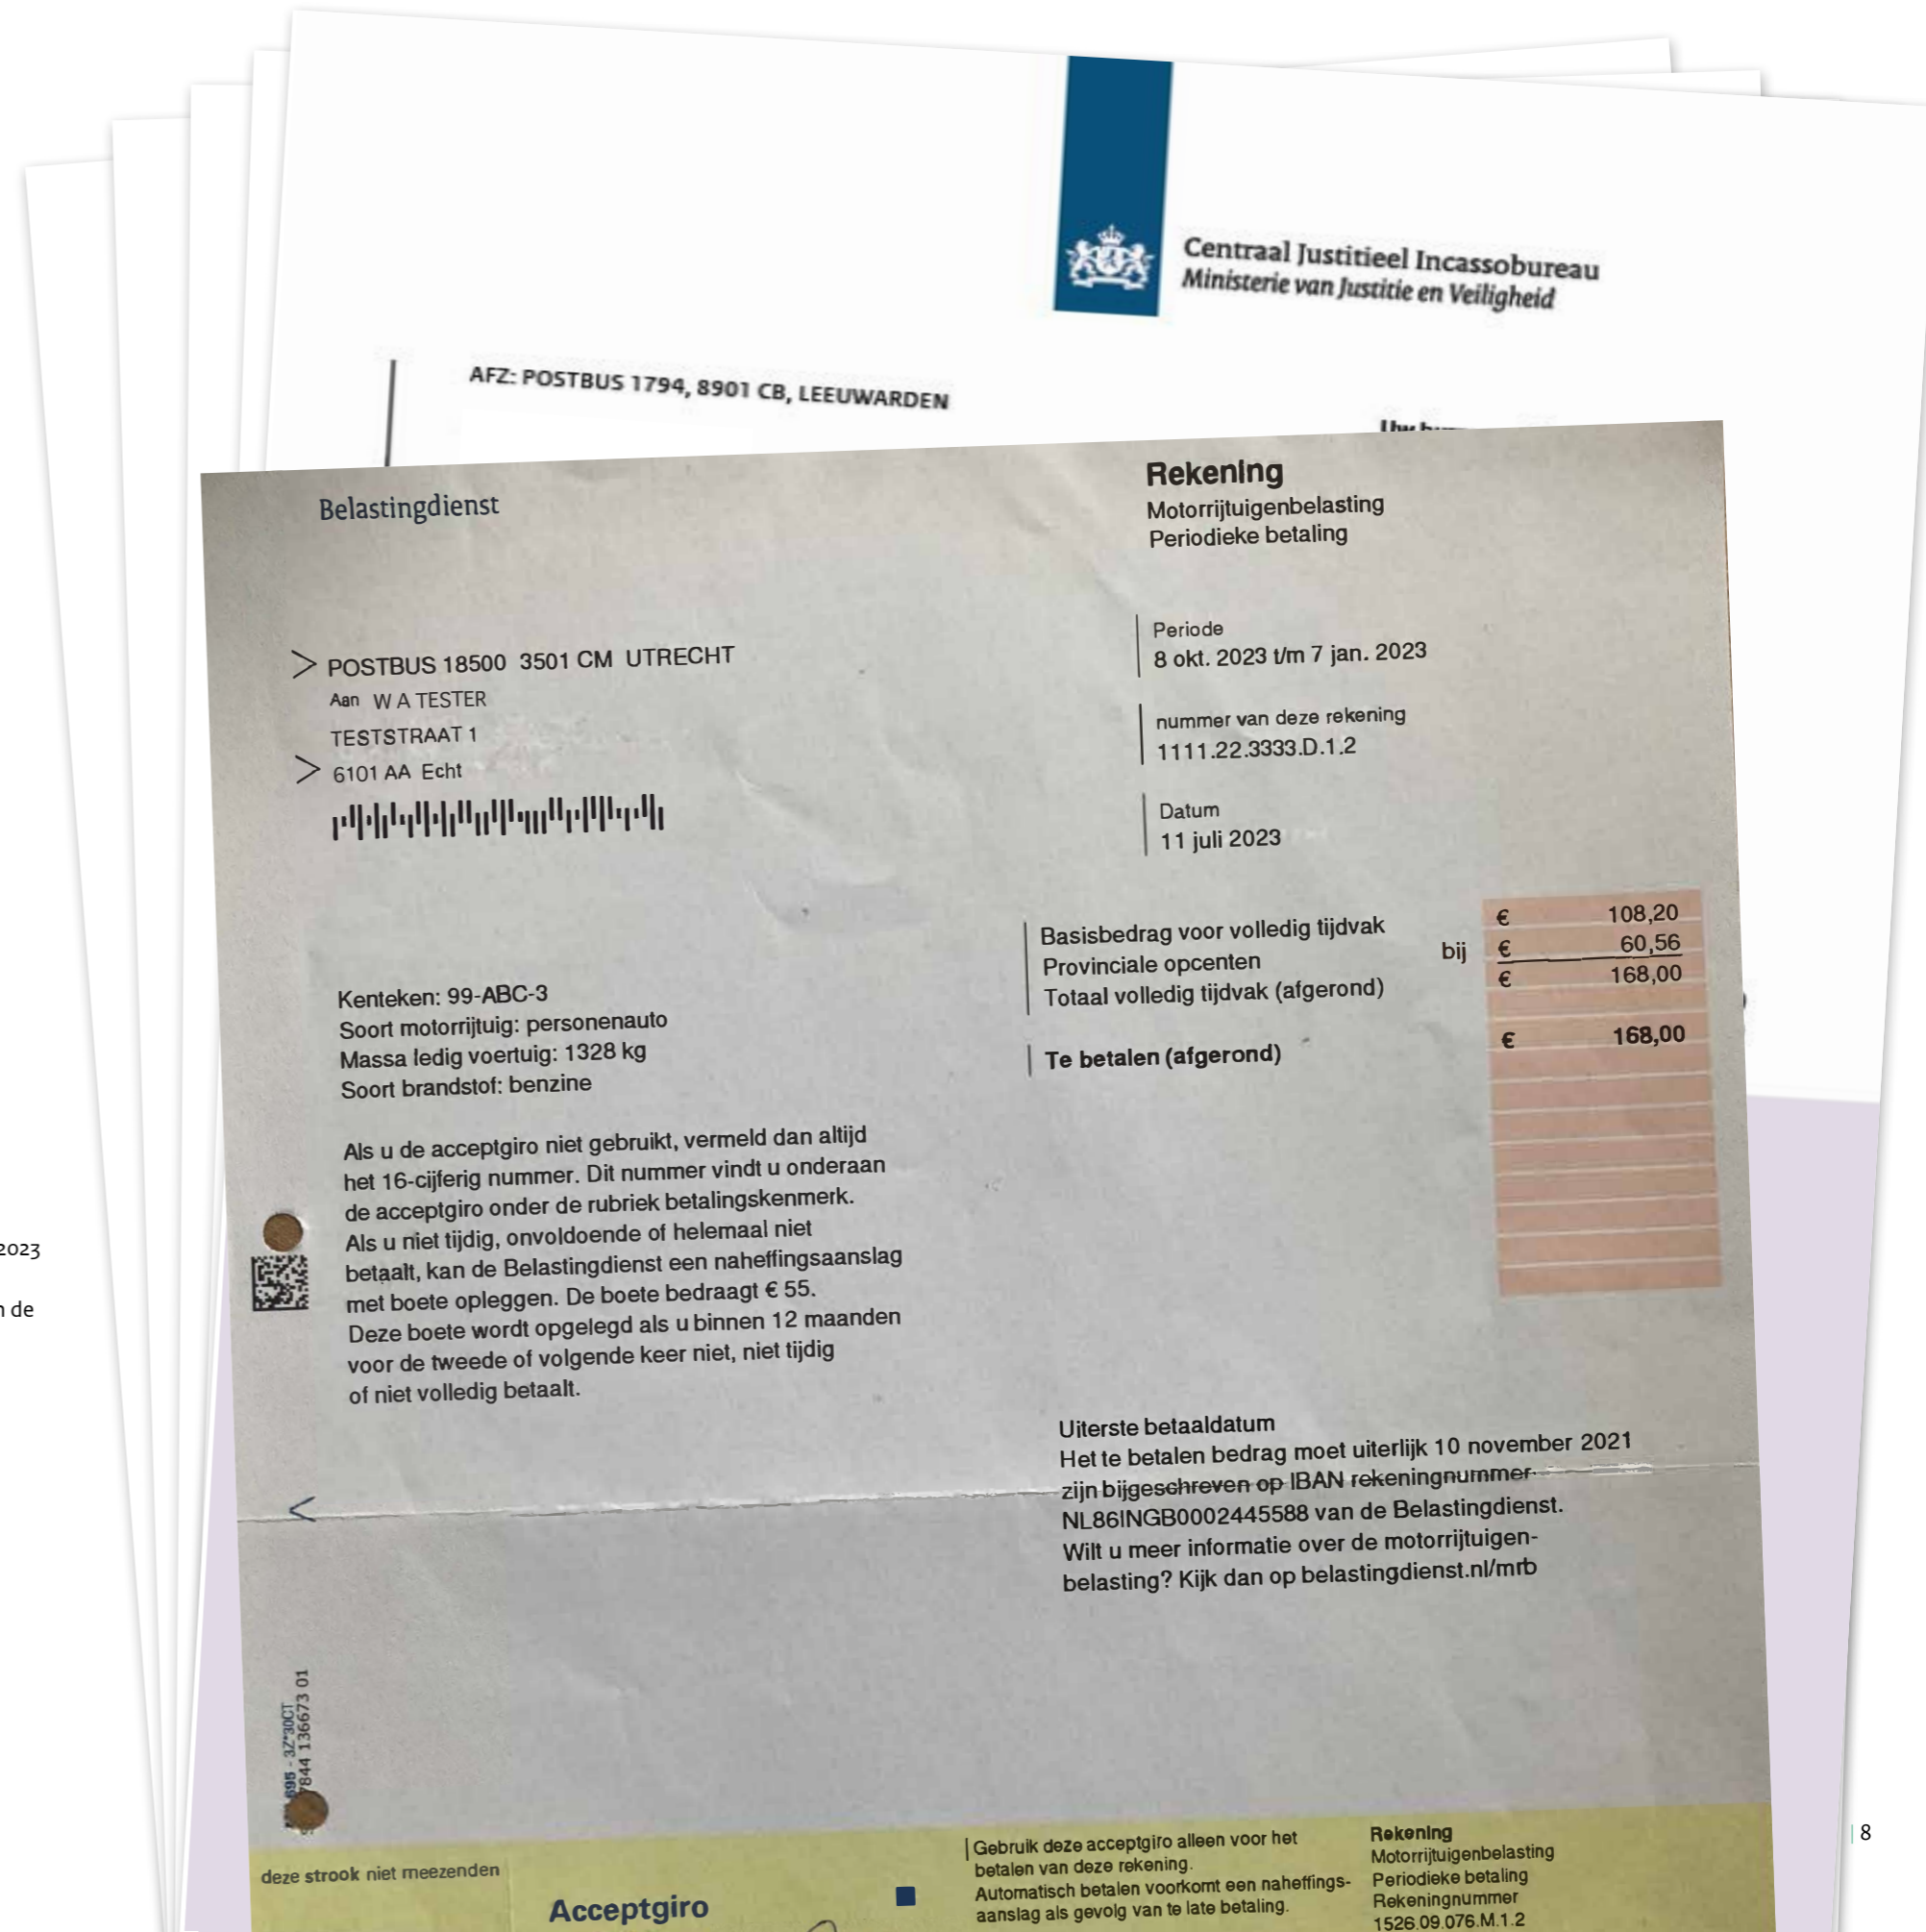 Centraal Justitieel Incassobureau
Ministerie van Justitie en Veiligheid
AFZ: POSTBUS 1794, 8901 CB, LEEUWARDEN
Uw
Belastingdienst
Rekening
Motorrijtuigenbelasting
Periodieke betaling
POSTBUS 18500 3501 CM UTRECHT
Aan W A TESTER
TESTSTRAAT 1
6101 AA Echt
Periode
8 okt. 2023 t/m 7 jan. 2023
nummer van deze rekening
1111.22.3333.D.1.2
Datum
11 juli 2023
Basisbedrag voor volledig tijdvak € 108,20
Provinciale opcenten bij € 60,56
Totaal volledig tijdvak (afgerond) € 168,00
Te betalen (afgerond) € 168,00
Kenteken: 99-ABC-3
Soort motorrijtuig: personenauto
Massa ledig voertuig: 1328 kg
Soort brandstof: benzine
Als u de acceptgiro niet gebruikt, vermeld dan altijd
het 16-cijferig nummer. Dit nummer vindt u onderaan
de acceptgiro onder de rubriek betalingskenmerk.
Als u niet tijdig, onvoldoende of helemaal niet
betaalt, kan de Belastingdienst een naheffingsaanslag
met boete opleggen. De boete bedraagt € 55.
Deze boete wordt opgelegd als u binnen 12 maanden
voor de tweede of volgende keer niet, niet tijdig
of niet volledig betaalt.
2023
de
Uiterste betaaldatum
Het te betalen bedrag moet uiterlijk 10 november 2021
zijn bijgeschreven op IBAN rekeningnummer
NL86INGB0002445588 van de Belastingdienst.
Wilt u meer informatie over de motorrijtuigen-
belasting? Kijk dan op belastingdienst.nl/mrb
695 - 3Z*30CT
7844 136673 01
deze strook niet meezenden
Acceptgiro
Gebruik deze acceptgiro alleen voor het
betalen van deze rekening.
Automatisch betalen voorkomt een naheffings-
aanslag als gevolg van te late betaling.
Rekening
Motorrijtuigenbelasting
Periodieke betaling
Rekeningnummer
1526.09.076.M.1.2
8